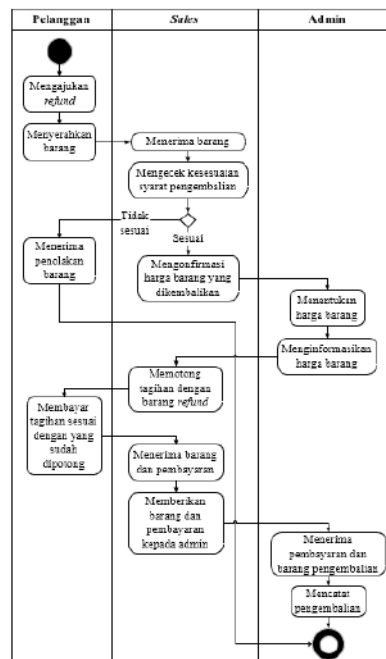 Pelanggan
Sales
Admin
Mengajukan
refund
Menyerahkan
barang
Menerima barang
Mengecek kesesuaian
syarat pengembalian
Tidak
sesuai
Sesuai
Menerima
penolakan
barang
Mengonfirmasi
harga barang yang
dikembalikan
Menentukan
harga barang
Menginformasikan
harga barang
Memotong
tagihan dengan
barang refund
Membayar
tagihan sesuai
dengan yang
sudah
dipotong
Menerima barang
dan pembayaran
Memberikan
barang dan
pembayaran
kepada admin
Menerima
pembayaran dan
barang pengembalian
Mencatat
pengembalian